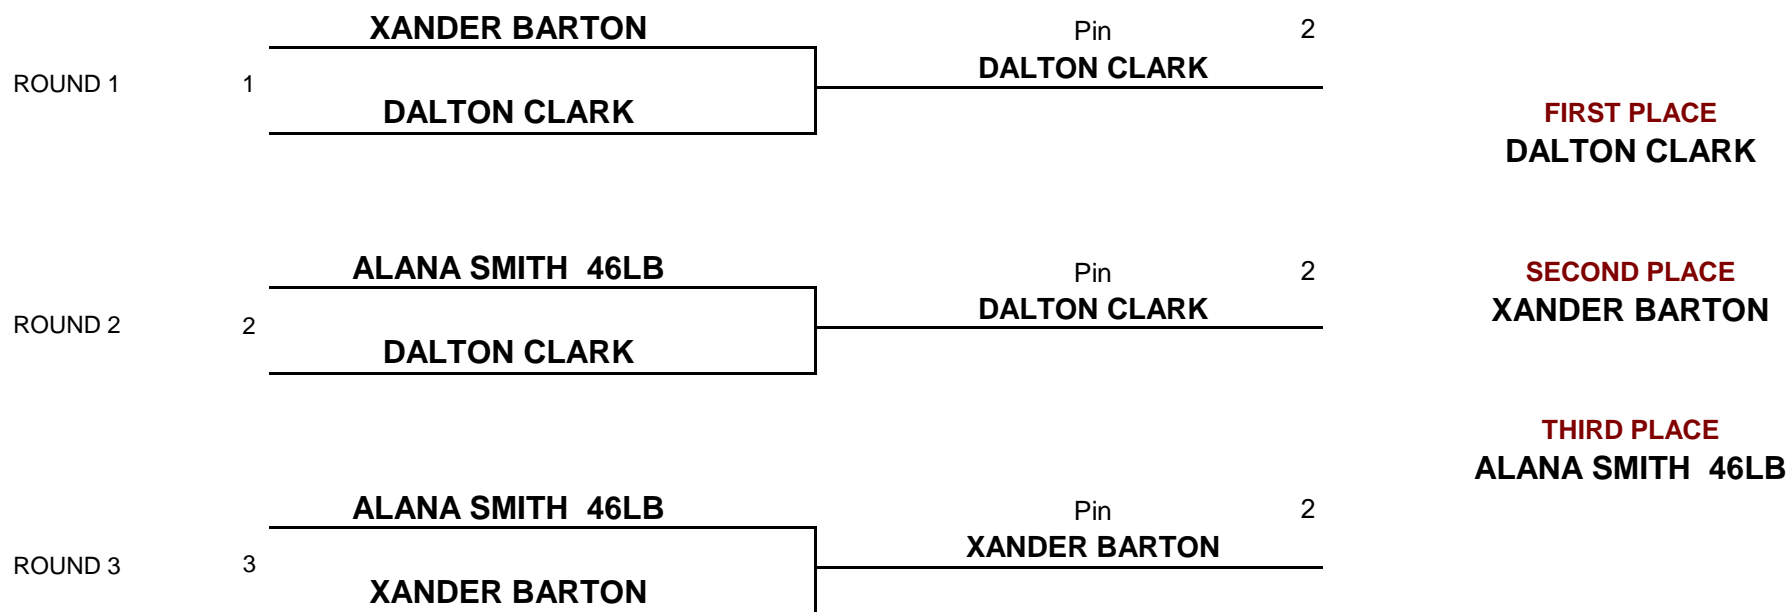 XANDER BARTON
Pin 2
DALTON CLARK
ROUND 1 1
DALTON CLARK
FIRST PLACE
DALTON CLARK
ALANA SMITH  46LB
Pin 2
DALTON CLARK
ROUND 2 2
DALTON CLARK
SECOND PLACE
XANDER BARTON
THIRD PLACE
ALANA SMITH  46LB
ALANA SMITH  46LB
Pin 2
XANDER BARTON
ROUND 3 3
XANDER BARTON